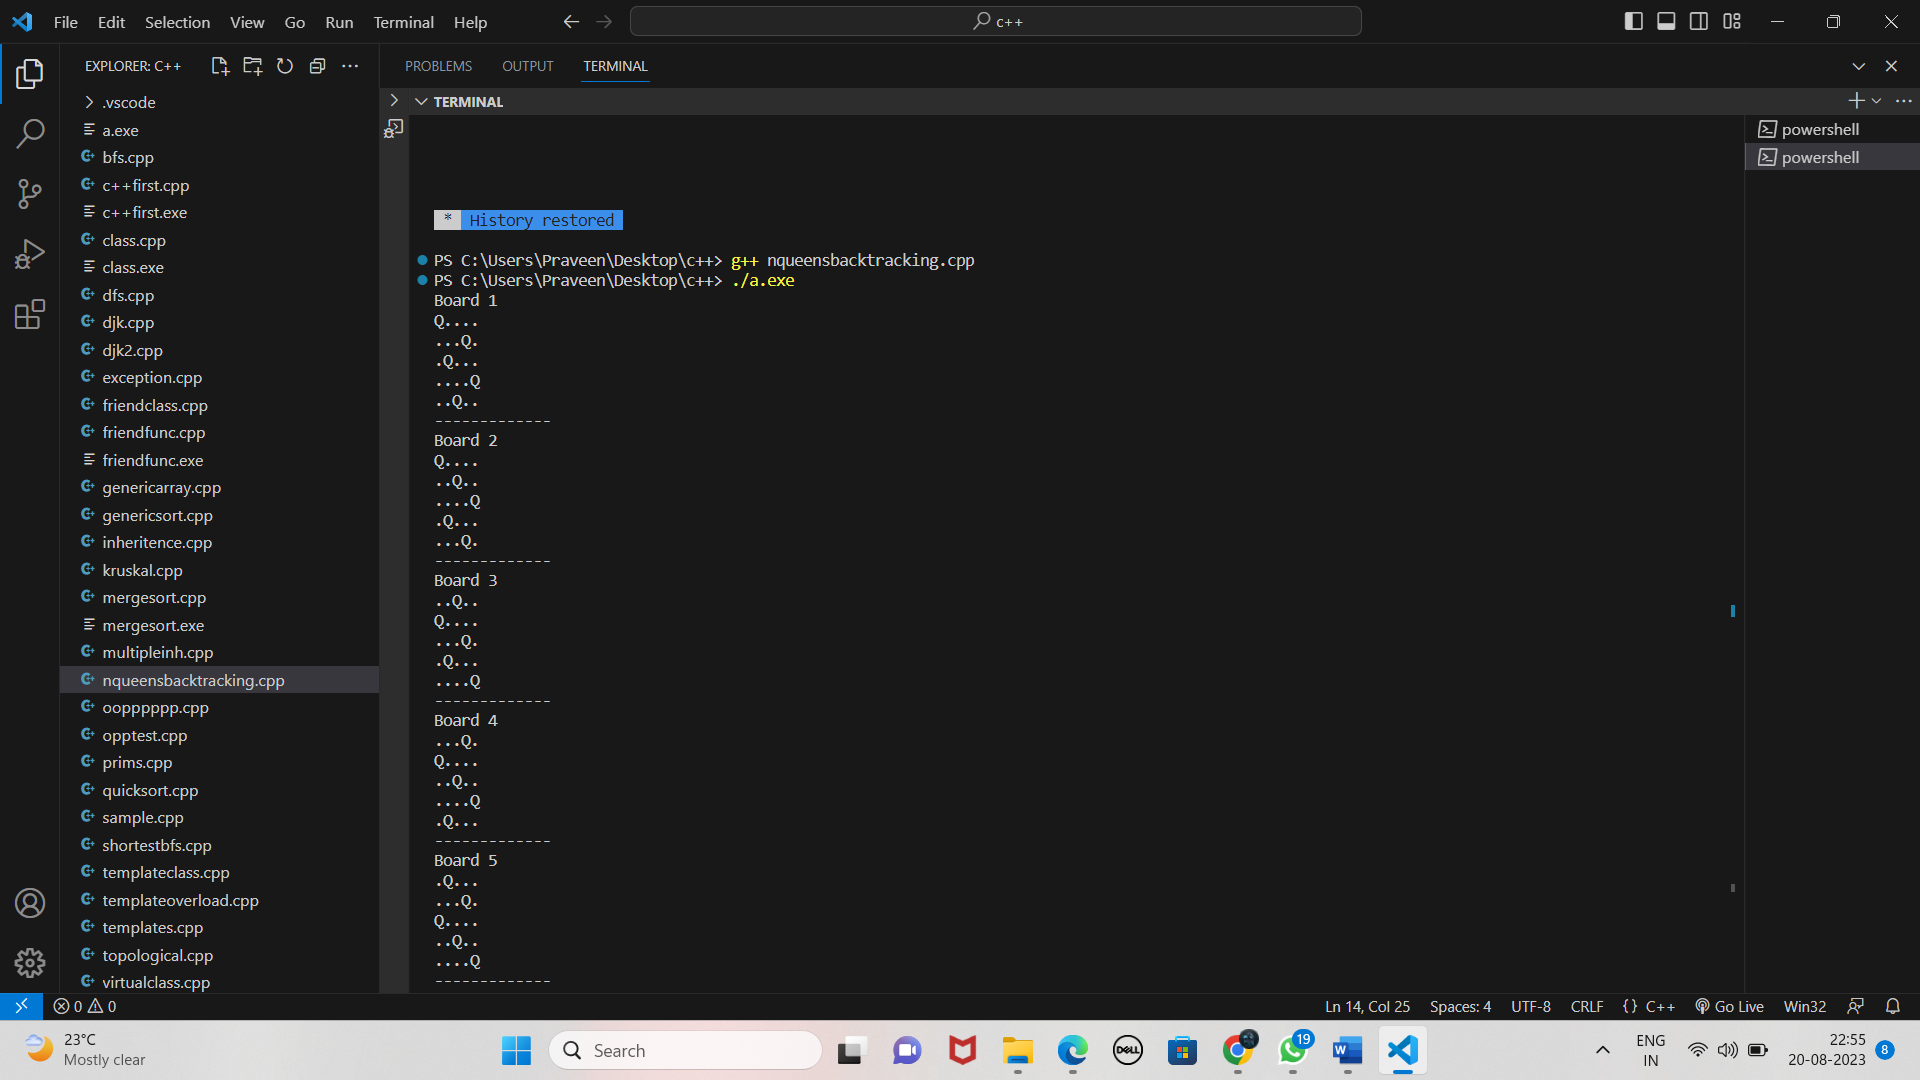 File Edit Selection View Go Run Terminal Help
c++
EXPLORER: C++
PROBLEMS OUTPUT TERMINAL
.vscode
a.exe
bfs.cpp
c++first.cpp
c++first.exe
class.cpp
class.exe
dfs.cpp
djk.cpp
djk2.cpp
exception.cpp
friendclass.cpp
friendfunc.cpp
friendfunc.exe
genericarray.cpp
genericsort.cpp
inheritence.cpp
kruskal.cpp
mergesort.cpp
mergesort.exe
multipleinh.cpp
nqueensbacktracking.cpp
ooppppppp.cpp
opptest.cpp
prims.cpp
quicksort.cpp
sample.cpp
shortestbfs.cpp
templateclass.cpp
templateoverload.cpp
templates.cpp
topological.cpp
virtualclass.cpp
TERMINAL
* History restored
PS C:\Users\Praveen\Desktop\c++> g++ nqueensbacktracking.cpp
PS C:\Users\Praveen\Desktop\c++> ./a.exe
Board 1
Q....
...Q.
.Q...
....Q
..Q..
-------------
Board 2
Q....
..Q..
....Q
.Q...
...Q.
-------------
Board 3
..Q..
Q....
...Q.
.Q...
....Q
-------------
Board 4
...Q.
Q....
..Q..
....Q
.Q...
-------------
Board 5
.Q...
...Q.
Q....
..Q..
....Q
-------------
powershell
powershell
0 0
Ln 14, Col 25 Spaces: 4 UTF-8 CRLF {} C++ Go Live Win32
23°C
Mostly clear
Search
DELL
19
W
ENG
IN
22:55
20-08-2023
8